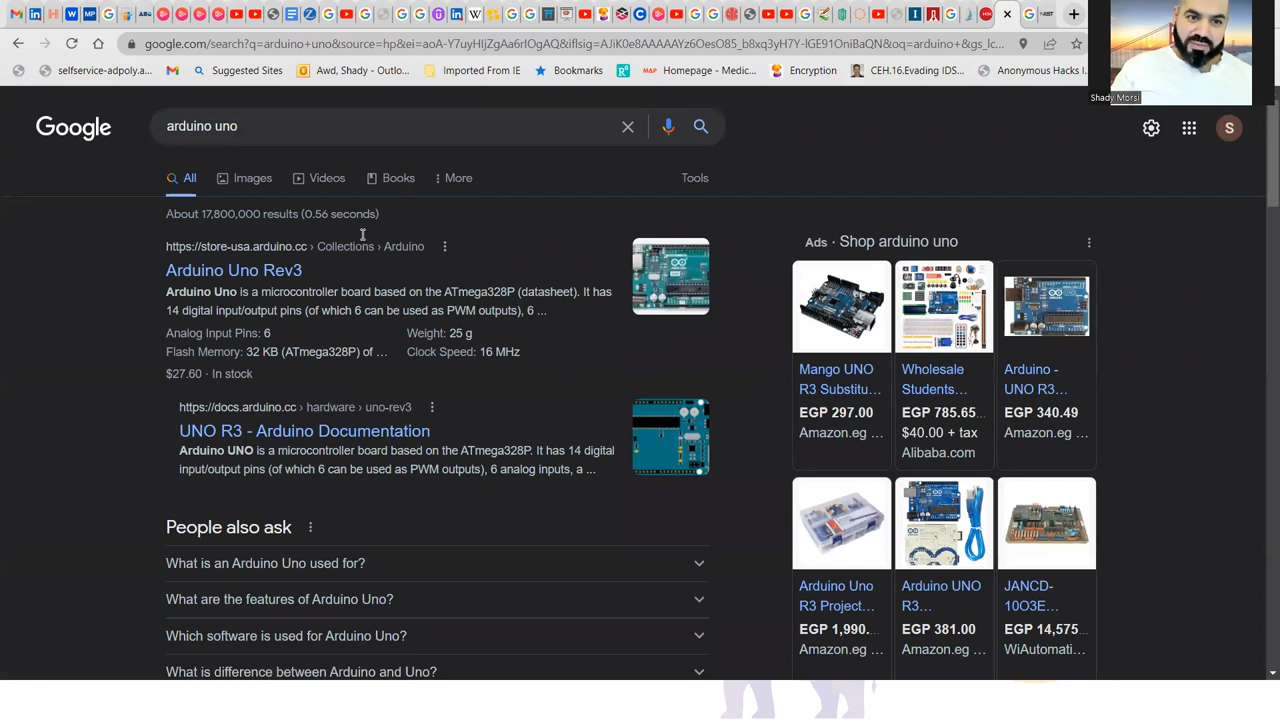 google.com/search?q=arduino+uno&source=hp&ei=aoA-Y7uyHIjZgAa6rIOgAQ&iflsig=AJiK0e8AAAAAYz6OesO85_b8xq3yH7Y-lGE91OniBaQN&oq=arduino+&gs_lc...
selfservice-adpoly.a...
Suggested Sites
Awd, Shady - Outlo...
Imported From IE
Bookmarks
Homepage - Medic...
Encryption
CEH.16.Evading IDS...
Anonymous Hacks I
Shady Morsi
Google
arduino uno
All
Images
Videos
Books
More
Tools
About 17,800,000 results (0.56 seconds)
https://store-usa.arduino.cc › Collections › Arduino
Arduino Uno Rev3
Arduino Uno is a microcontroller board based on the ATmega328P (datasheet). It has
14 digital input/output pins (of which 6 can be used as PWM outputs), 6 ...
Analog Input Pins: 6
Weight: 25 g
Flash Memory: 32 KB (ATmega328P) of ...
Clock Speed: 16 MHz
$27.60 · In stock
https://docs.arduino.cc › hardware › uno-rev3
UNO R3 - Arduino Documentation
Arduino UNO is a microcontroller board based on the ATmega328P. It has 14 digital
input/output pins (of which 6 can be used as PWM outputs), 6 analog inputs, a ...
People also ask
What is an Arduino Uno used for?
What are the features of Arduino Uno?
Which software is used for Arduino Uno?
What is difference between Arduino and Uno?
Ads · Shop arduino uno
Mango UNO
R3 Substitu...
EGP 297.00
Amazon.eg ...
Wholesale
Students...
EGP 785.65...
$40.00 + tax
Alibaba.com
Arduino -
UNO R3...
EGP 340.49
Amazon.eg ...
Arduino Uno
R3 Project...
EGP 1,990....
Amazon.eg ...
Arduino UNO
R3...
EGP 381.00
Amazon.eg ...
JANCD-
10O3E...
EGP 14,575...
WiAutomati...